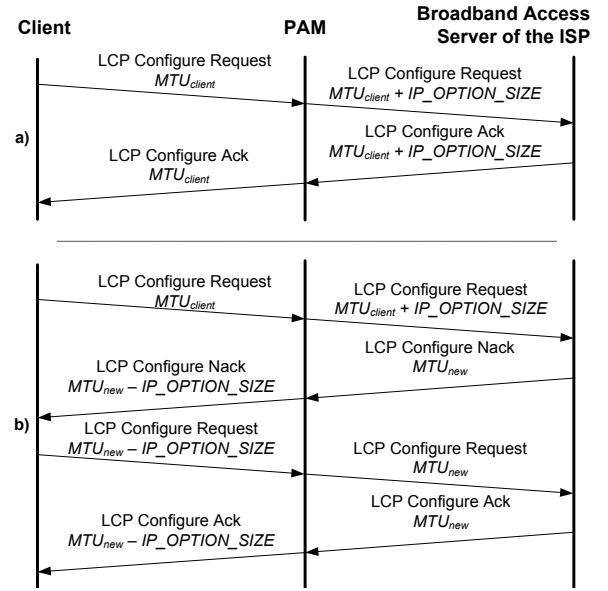 Client
PAM
Broadband Access
Server of the ISP
a)
LCP Configure Request
MTUclient
LCP Configure Request
MTUclient + IP_OPTION_SIZE
LCP Configure Ack
MTUclient + IP_OPTION_SIZE
LCP Configure Ack
MTUclient
b)
LCP Configure Request
MTUclient
LCP Configure Request
MTUclient + IP_OPTION_SIZE
LCP Configure Nack
MTUnew
LCP Configure Nack
MTUnew – IP_OPTION_SIZE
LCP Configure Request
MTUnew – IP_OPTION_SIZE
LCP Configure Request
MTUnew
LCP Configure Ack
MTUnew
LCP Configure Ack
MTUnew – IP_OPTION_SIZE